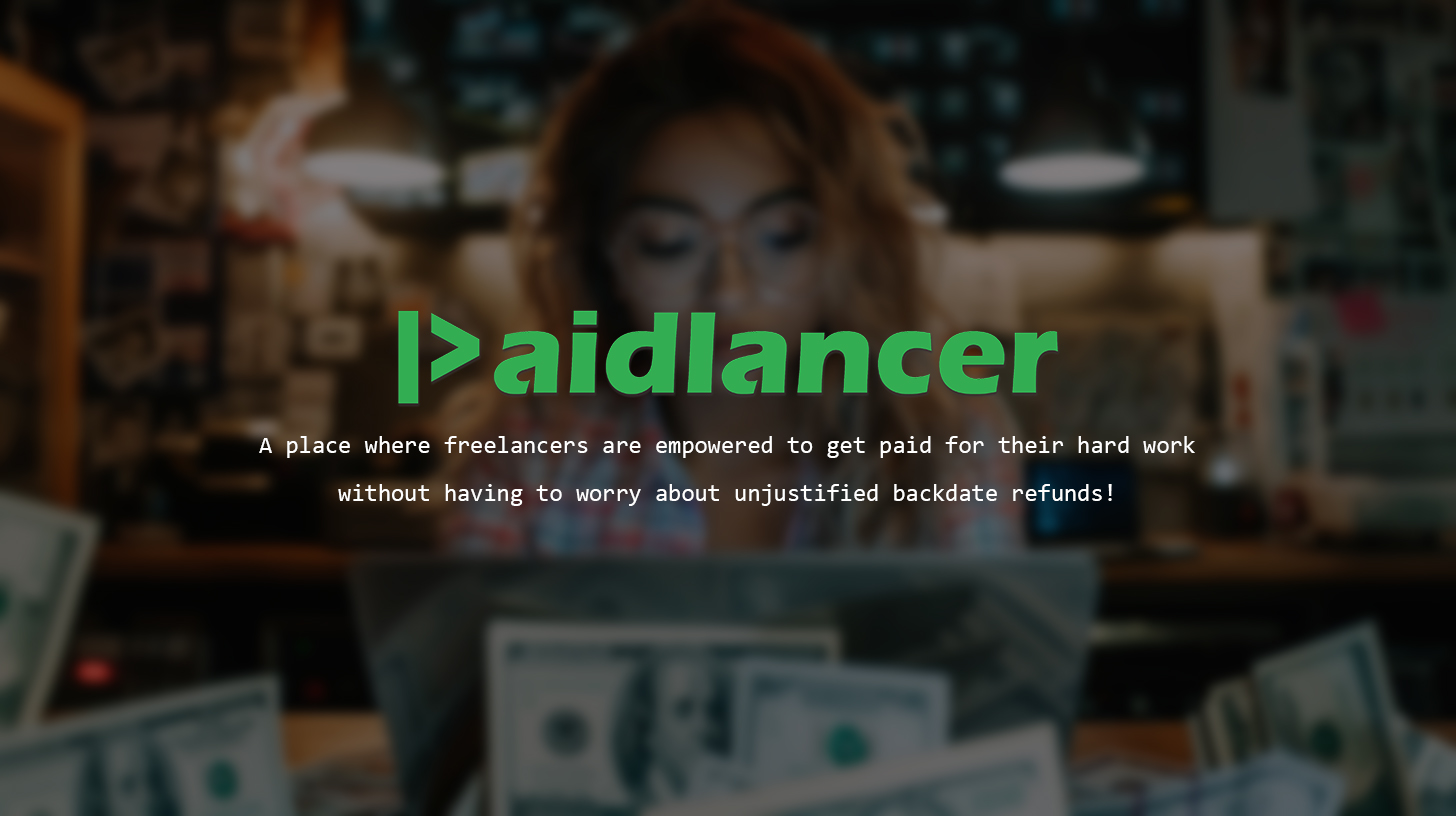 Paidlancer
A place where freelancers are empowered to get paid for their hard work
without having to worry about unjustified backdate refunds!